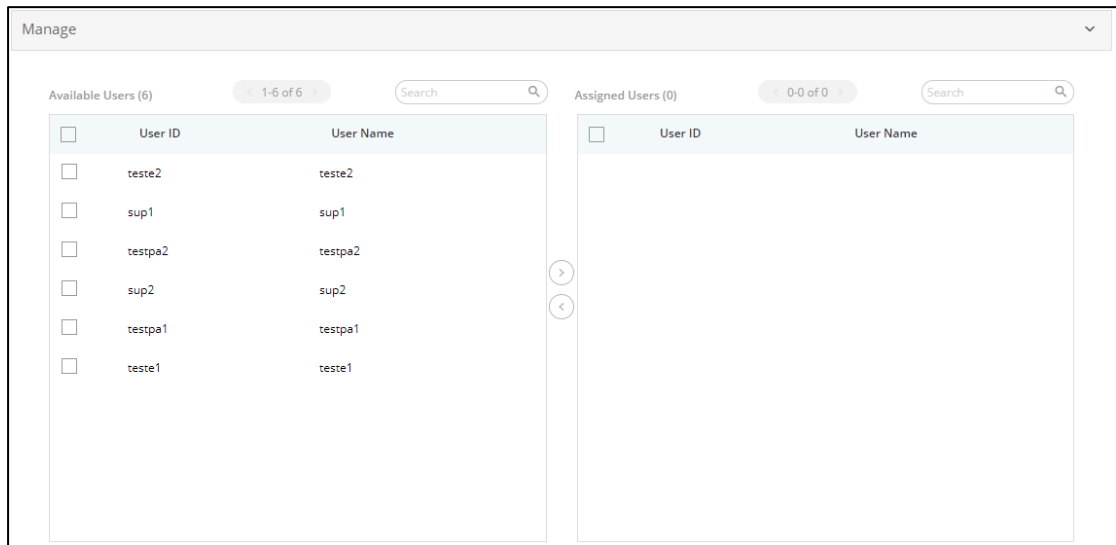 Manage
Available Users (6) < 1-6 of 6 > Search
User ID User Name
teste2 teste2
sup1 sup1
testpa2 testpa2
sup2 sup2
testpa1 testpa1
teste1 teste1
Assigned Users (0) < 0-0 of 0 > Search
User ID User Name